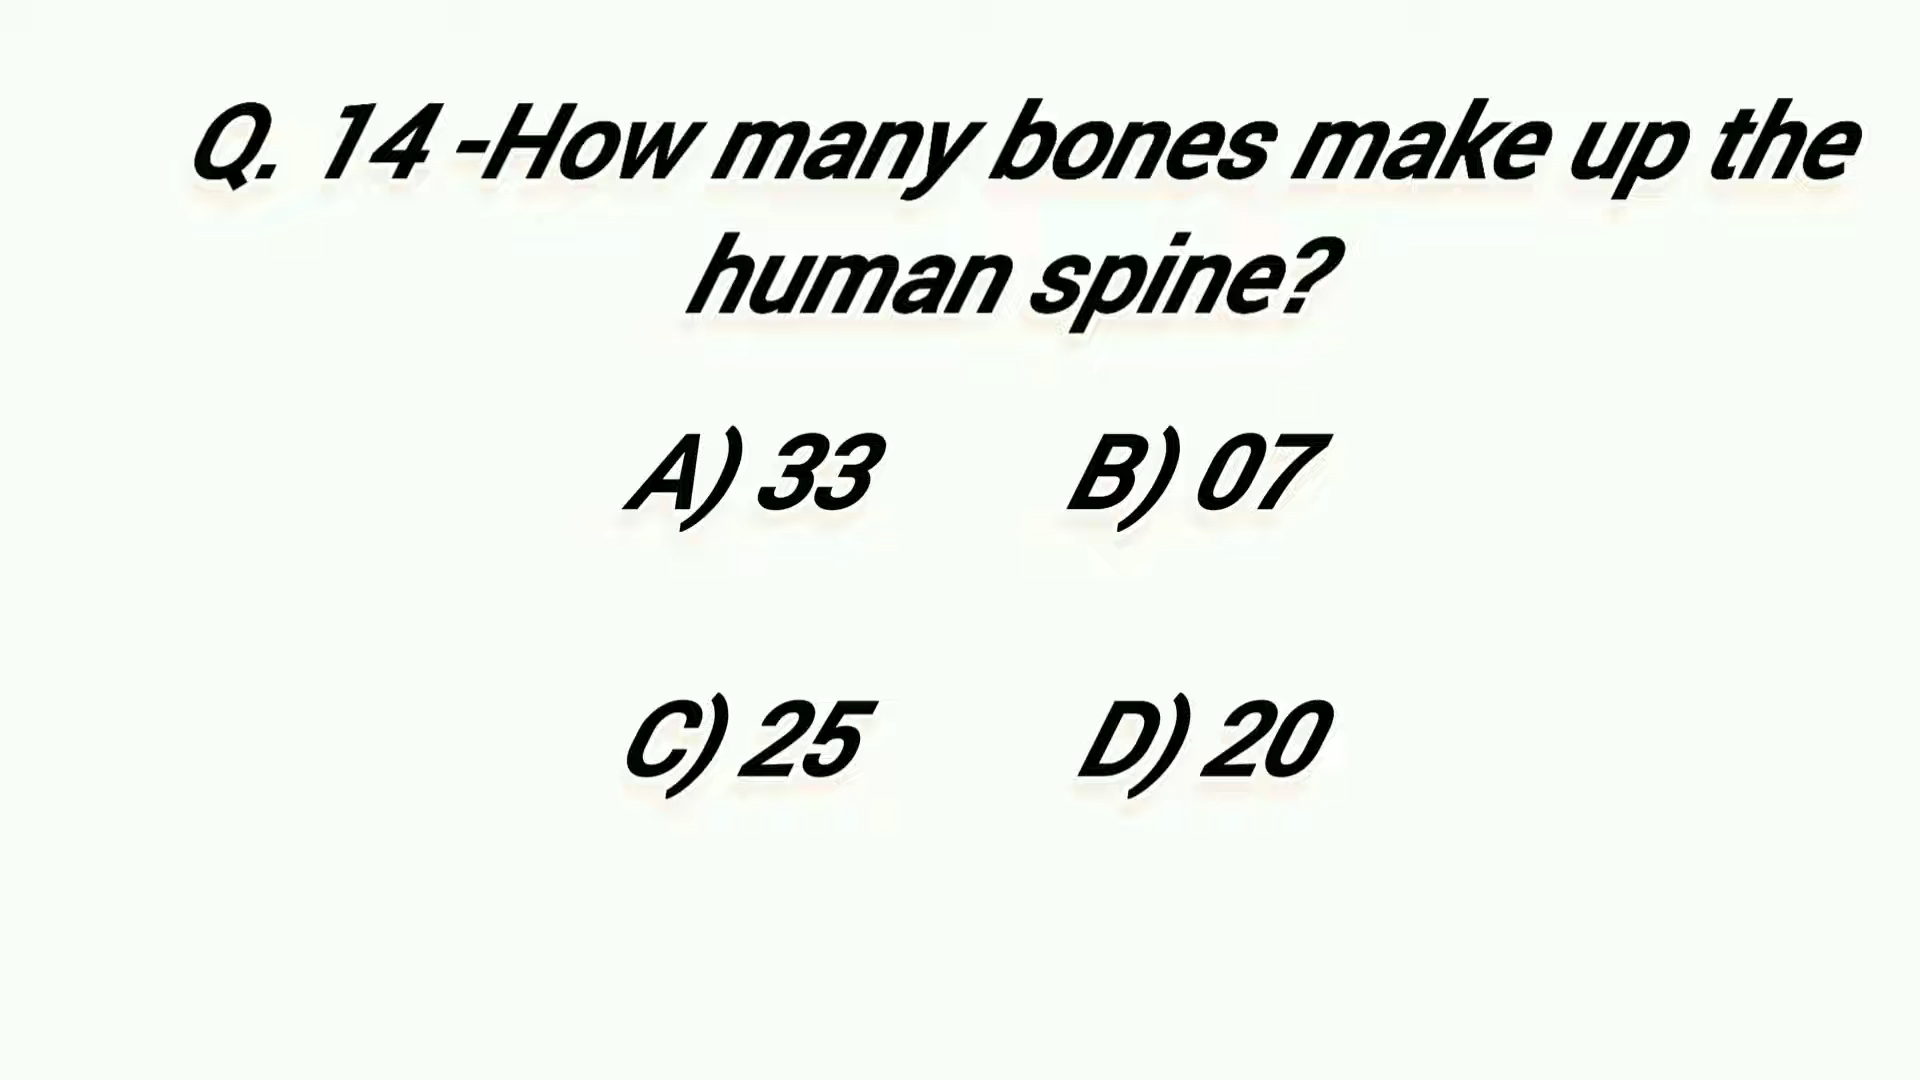 Q. 14 -How many bones make up the
human spine?
A) 33 B) 07
C) 25 D) 20